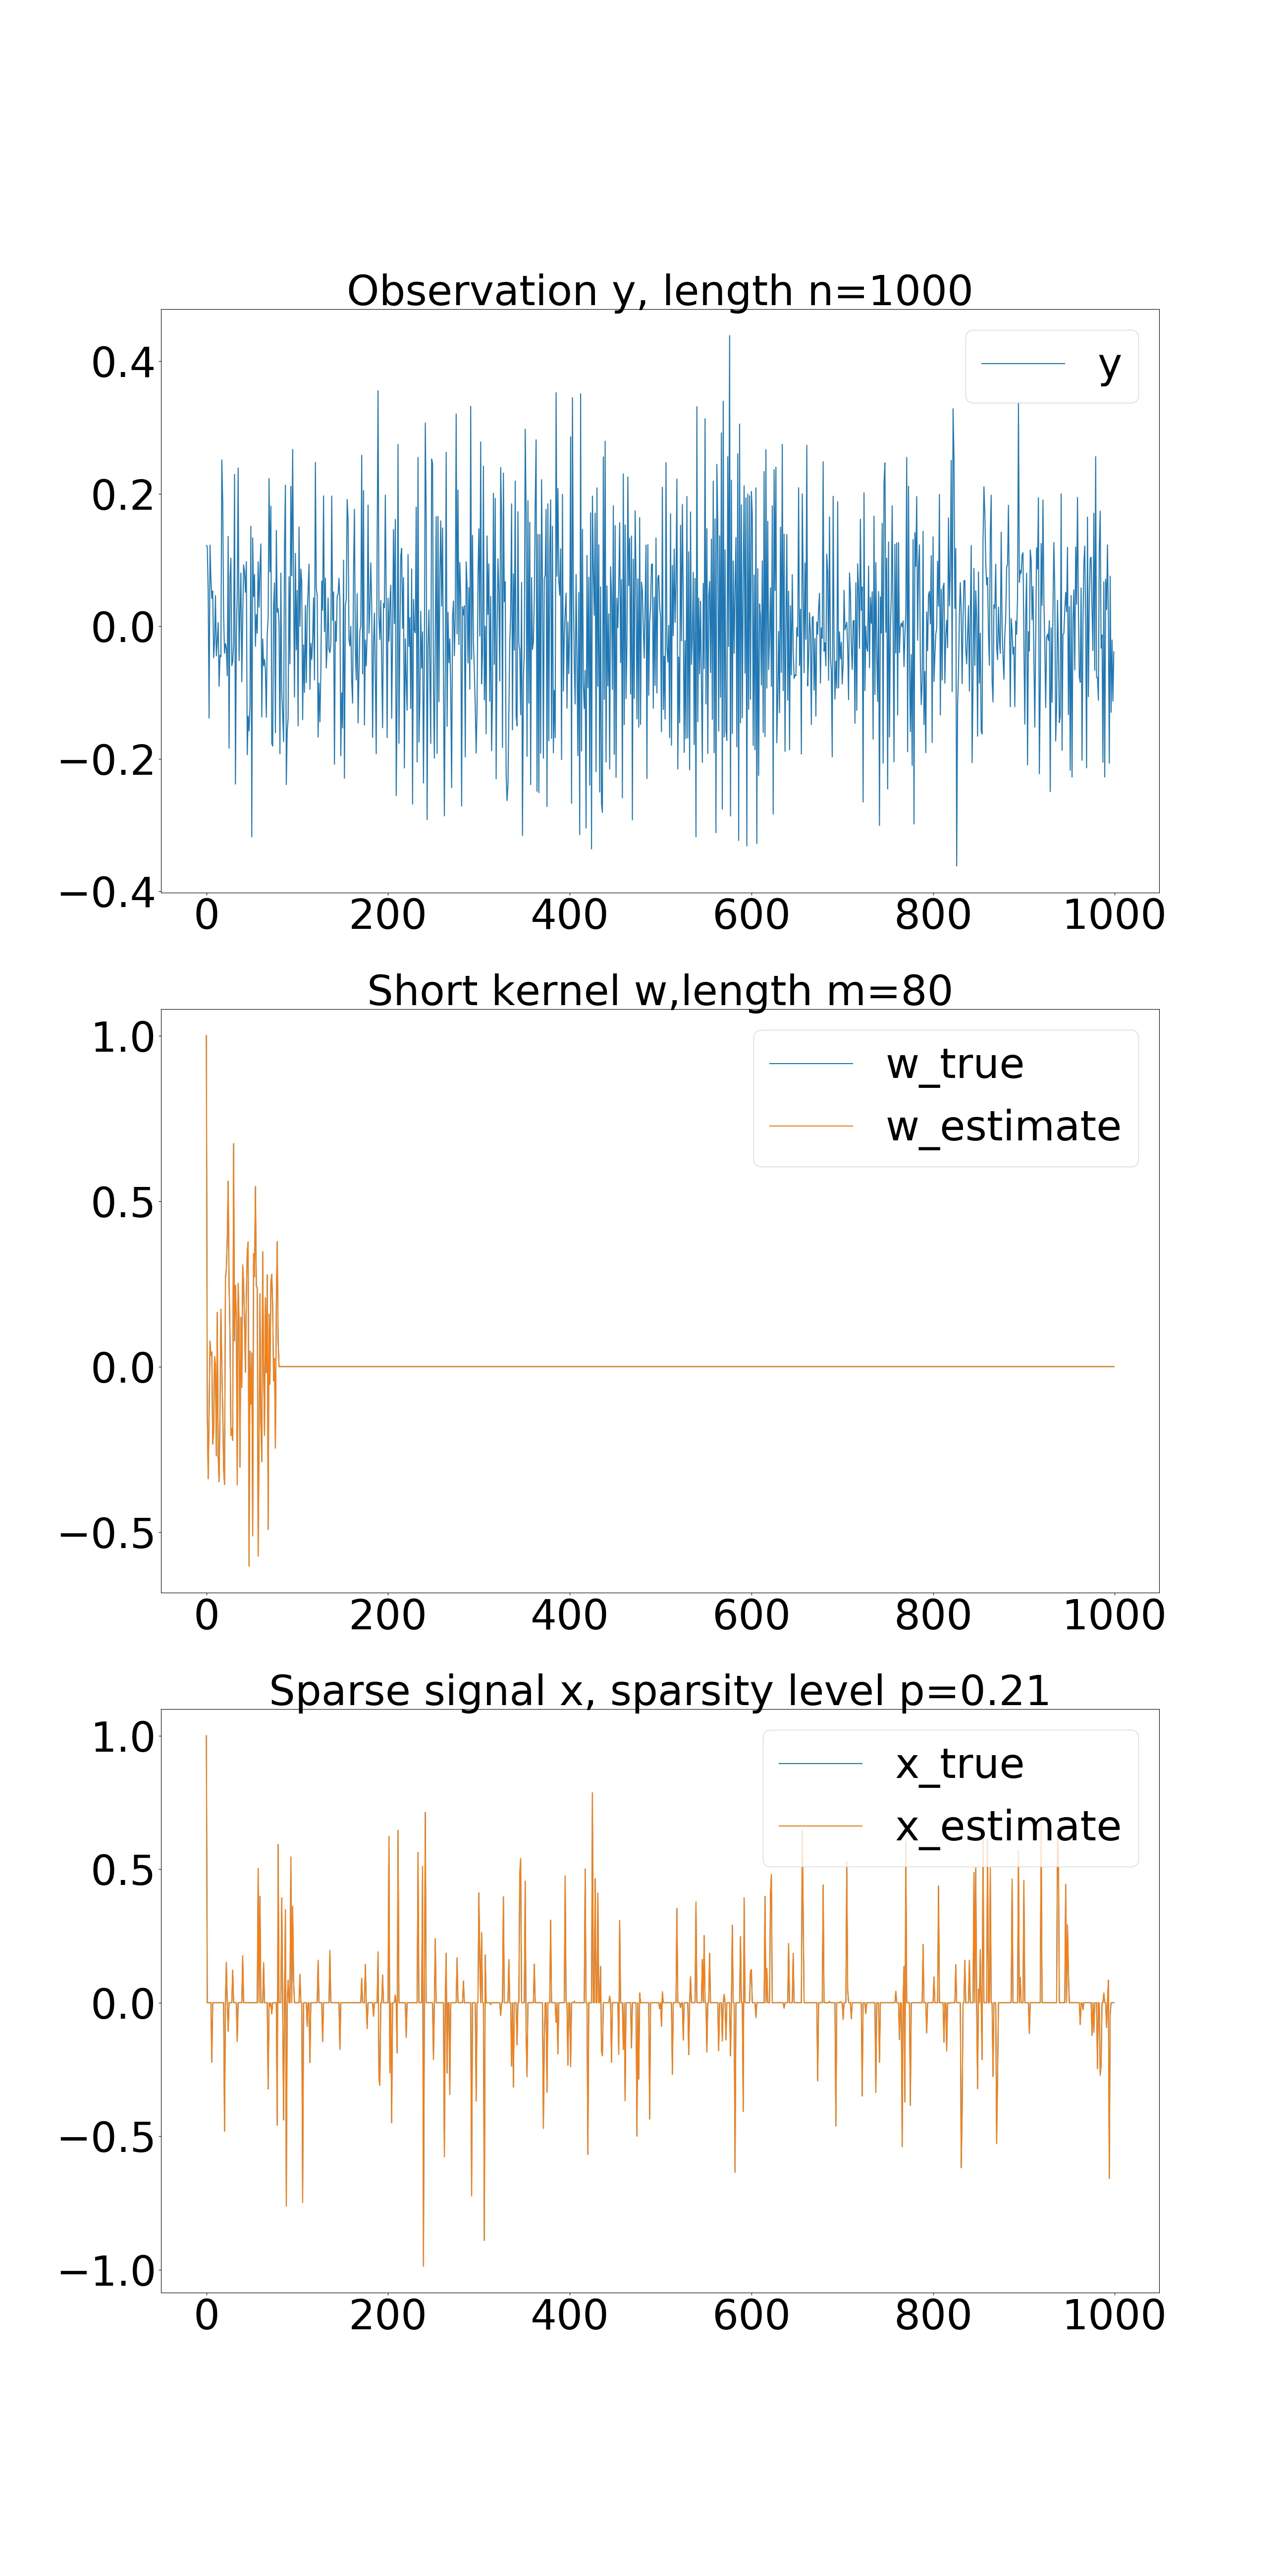 Observation y, length n=1000
y
0.4
0.2
0.0
−0.2
−0.4
0 200 400 600 800 1000
Short kernel w,length m=80
w_true
w_estimate
1.0
0.5
0.0
−0.5
0 200 400 600 800 1000
Sparse signal x, sparsity level p=0.21
x_true
x_estimate
1.0
0.5
0.0
−0.5
−1.0
0 200 400 600 800 1000